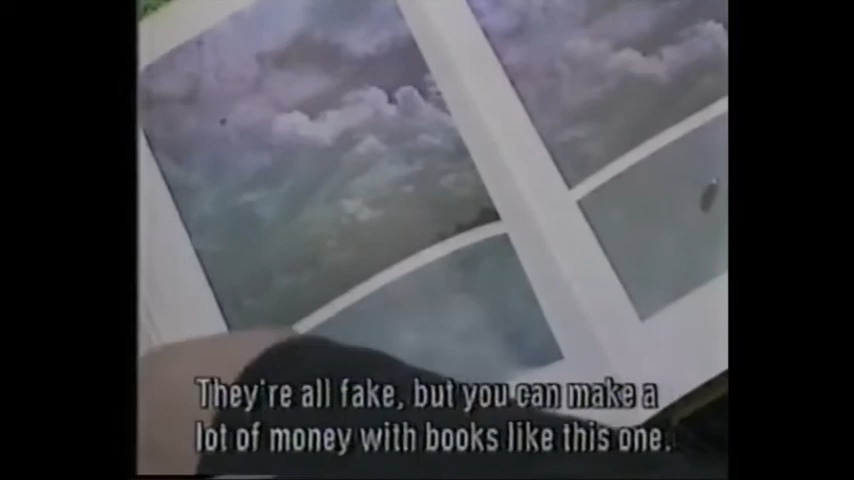 They're all fake, but you can make a
lot of money with books like this one.